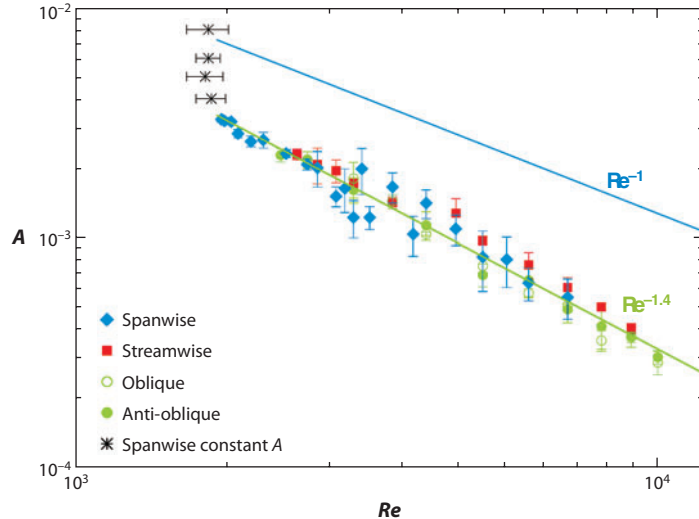 10⁻²
10⁻³
10⁻⁴
A
Re⁻¹
Re⁻¹·⁴
Spanwise
Streamwise
Oblique
Anti-oblique
Spanwise constant A
10³
10⁴
Re